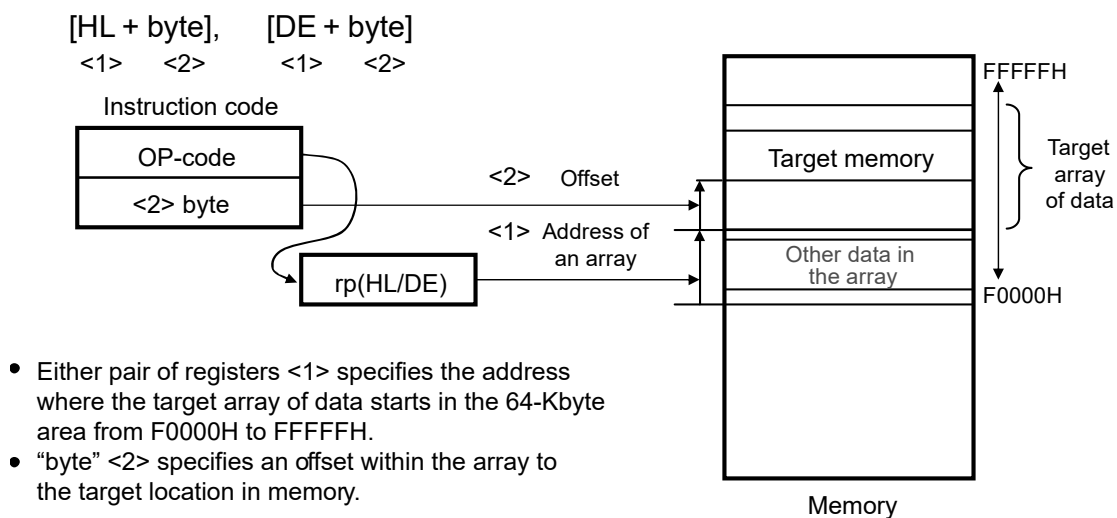 [HL + byte],    [DE + byte]
<1>    <2>    <1>    <2>
Instruction code
OP-code
<2> byte
rp(HL/DE)
<2>    Offset
<1>    Address of
an array
FFFFFH
Target memory
Target
array
of data
Other data in
the array
F0000H
Memory
• Either pair of registers <1> specifies the address
where the target array of data starts in the 64-Kbyte
area from F0000H to FFFFFH.
• “byte” <2> specifies an offset within the array to
the target location in memory.